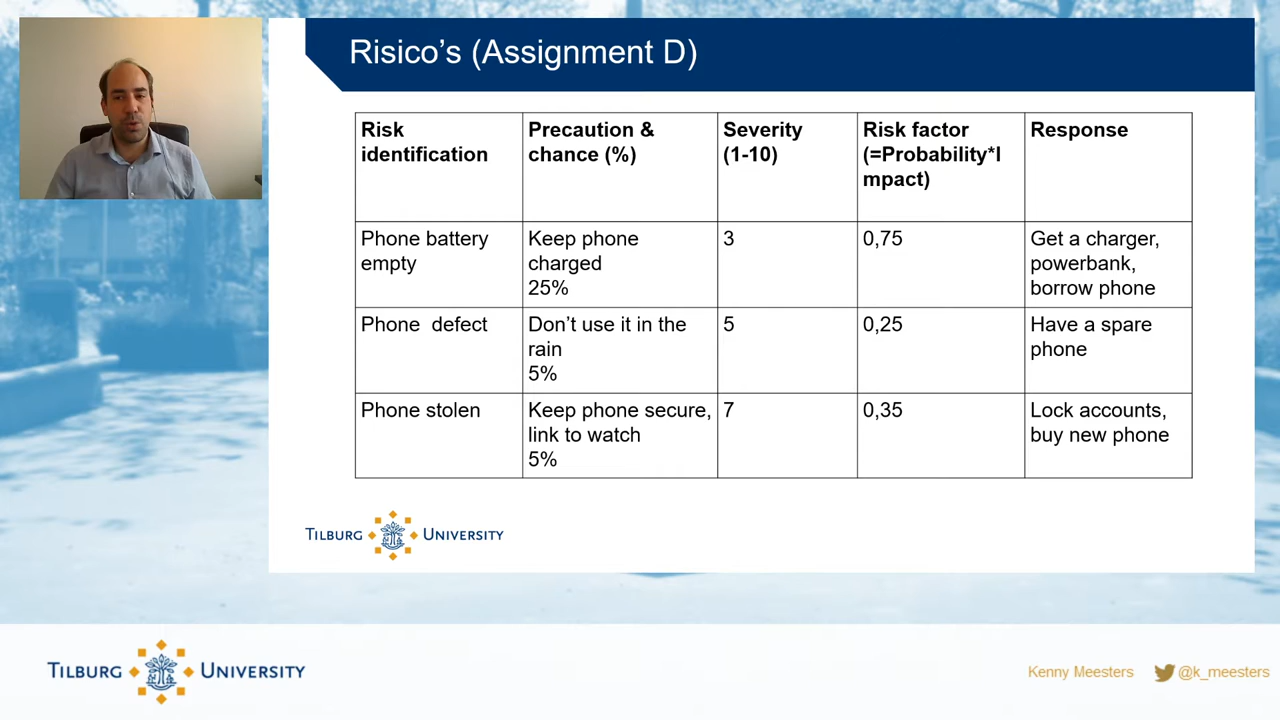 Risico’s (Assignment D)
Risk
identification
Precaution &
chance (%)
Severity
(1-10)
Risk factor
(=Probability*I
mpact)
Response
Phone battery
empty
Keep phone
charged
25%
3
0,75
Get a charger,
powerbank,
borrow phone
Phone  defect
Don’t use it in the
rain
5%
5
0,25
Have a spare
phone
Phone stolen
Keep phone secure,
link to watch
5%
7
0,35
Lock accounts,
buy new phone
TILBURG UNIVERSITY
TILBURG UNIVERSITY
Kenny Meesters @k_meesters